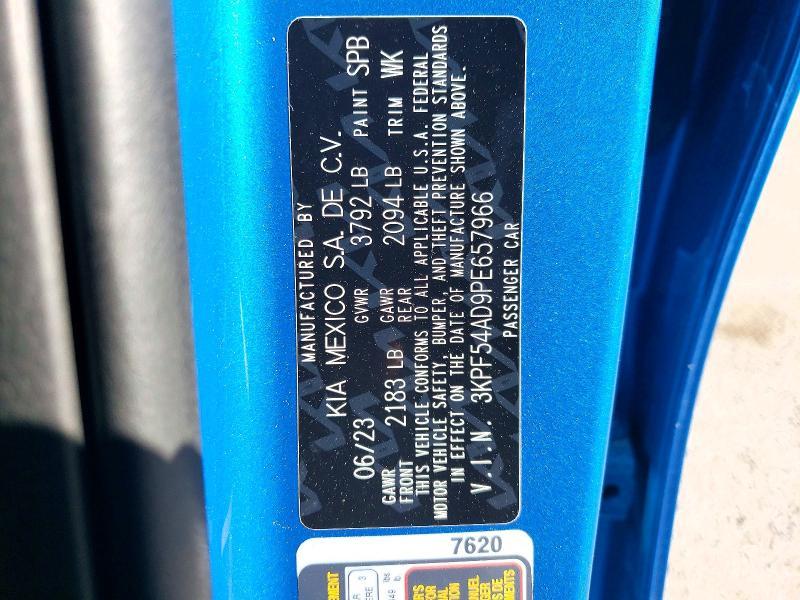 MANUFACTURED BY
KIA MEXICO S.A. DE C.V.
06/23 GVWR 3792 LB PAINT SPB
GAWR FRONT 2183 LB GAWR REAR 2094 LB TRIM WK
THIS VEHICLE CONFORMS TO ALL APPLICABLE U.S.A. FEDERAL
MOTOR VEHICLE SAFETY, BUMPER, AND THEFT PREVENTION STANDARDS
IN EFFECT ON THE DATE OF MANUFACTURE SHOWN ABOVE.
V.I.N. 3KPF54AD9PE657966
PASSENGER CAR
7620